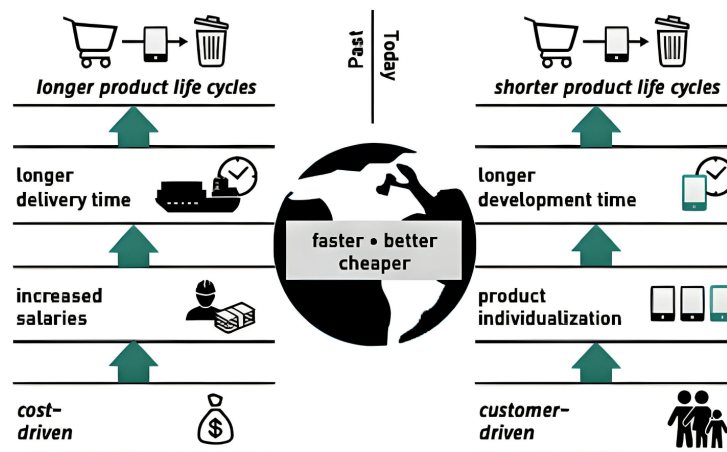 Past
Today
longer product life cycles
longer
delivery time
increased
salaries
cost-
driven
faster • better
cheaper
shorter product life cycles
longer
development time
product
individualization
customer-
driven
$